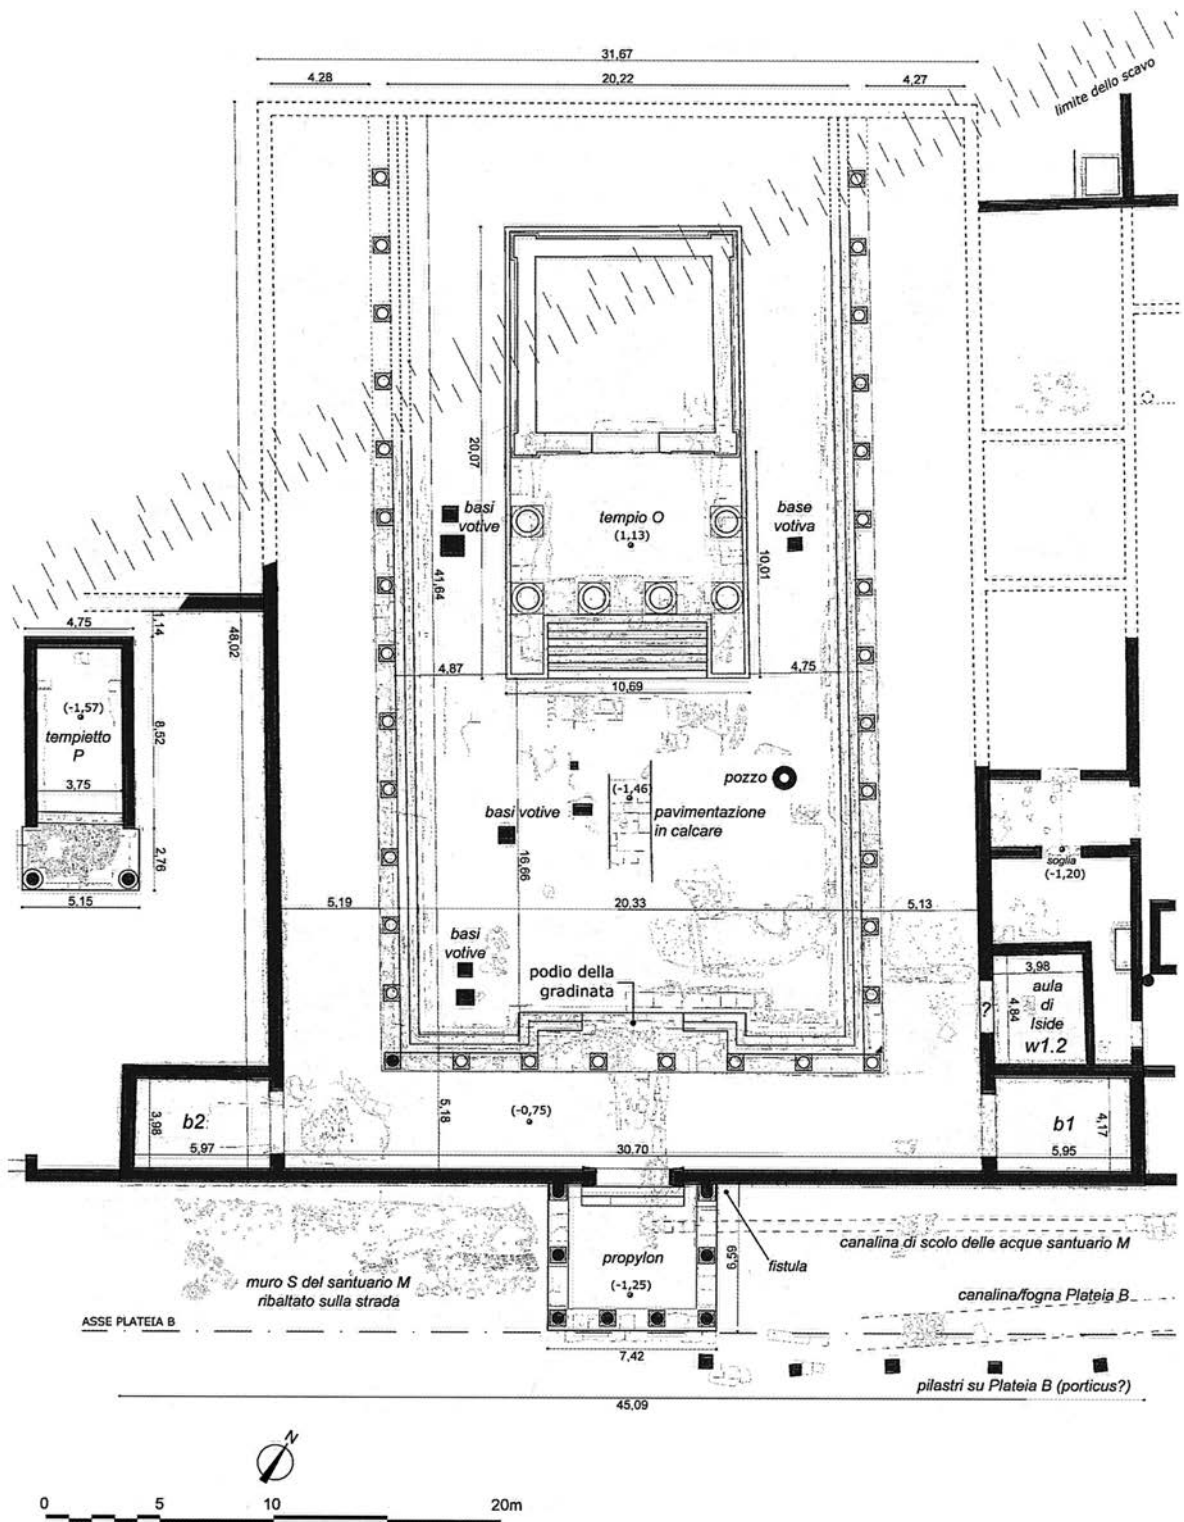 31,67
4,28
20,22
4,27
limite dello scavo
20,07
basi
votive
tempio O
(1,13)
base
votiva
10,01
41,64
48,02
1,14
4,75
4,87
10,69
4,75
(-1,57)
tempietto
P
8,52
3,75
2,76
5,15
pozzo
(-1,46)
basi votive
pavimentazione
in calcare
16,66
soglia
(-1,20)
5,19
20,33
5,13
basi
votive
podio della
gradinata
3,98
aula
di
Iside
w1.2
4,84
?
b2
3,98
5,97
5,18
(-0,75)
30,70
b1
4,17
5,95
propylon
(-1,25)
6,59
fistula
canalina di scolo delle acque santuario M
muro S del santuario M
ribaltato sulla strada
canalina/fogna Plateia B
ASSE PLATEIA B
7,42
pilastri su Plateia B (porticus?)
45,09
N
0 5 10 20m